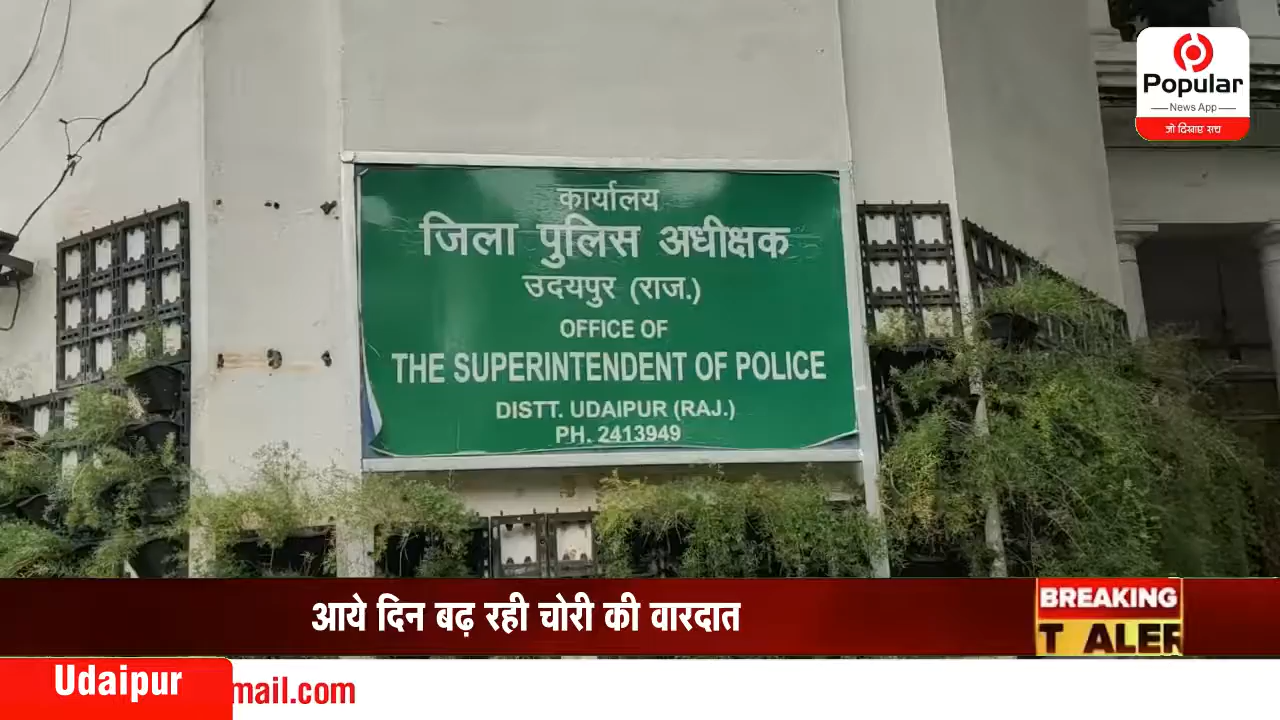 Popular
News App
जो दिखाए सच
कार्यालय
जिला पुलिस अधीक्षक
उदयपुर (राज.)
OFFICE OF
THE SUPERINTENDENT OF POLICE
DISTT. UDAIPUR (RAJ.)
PH. 2413949
आये दिन बढ़ रही चोरी की वारदात
BREAKING
T ALER
Udaipur
mail.com